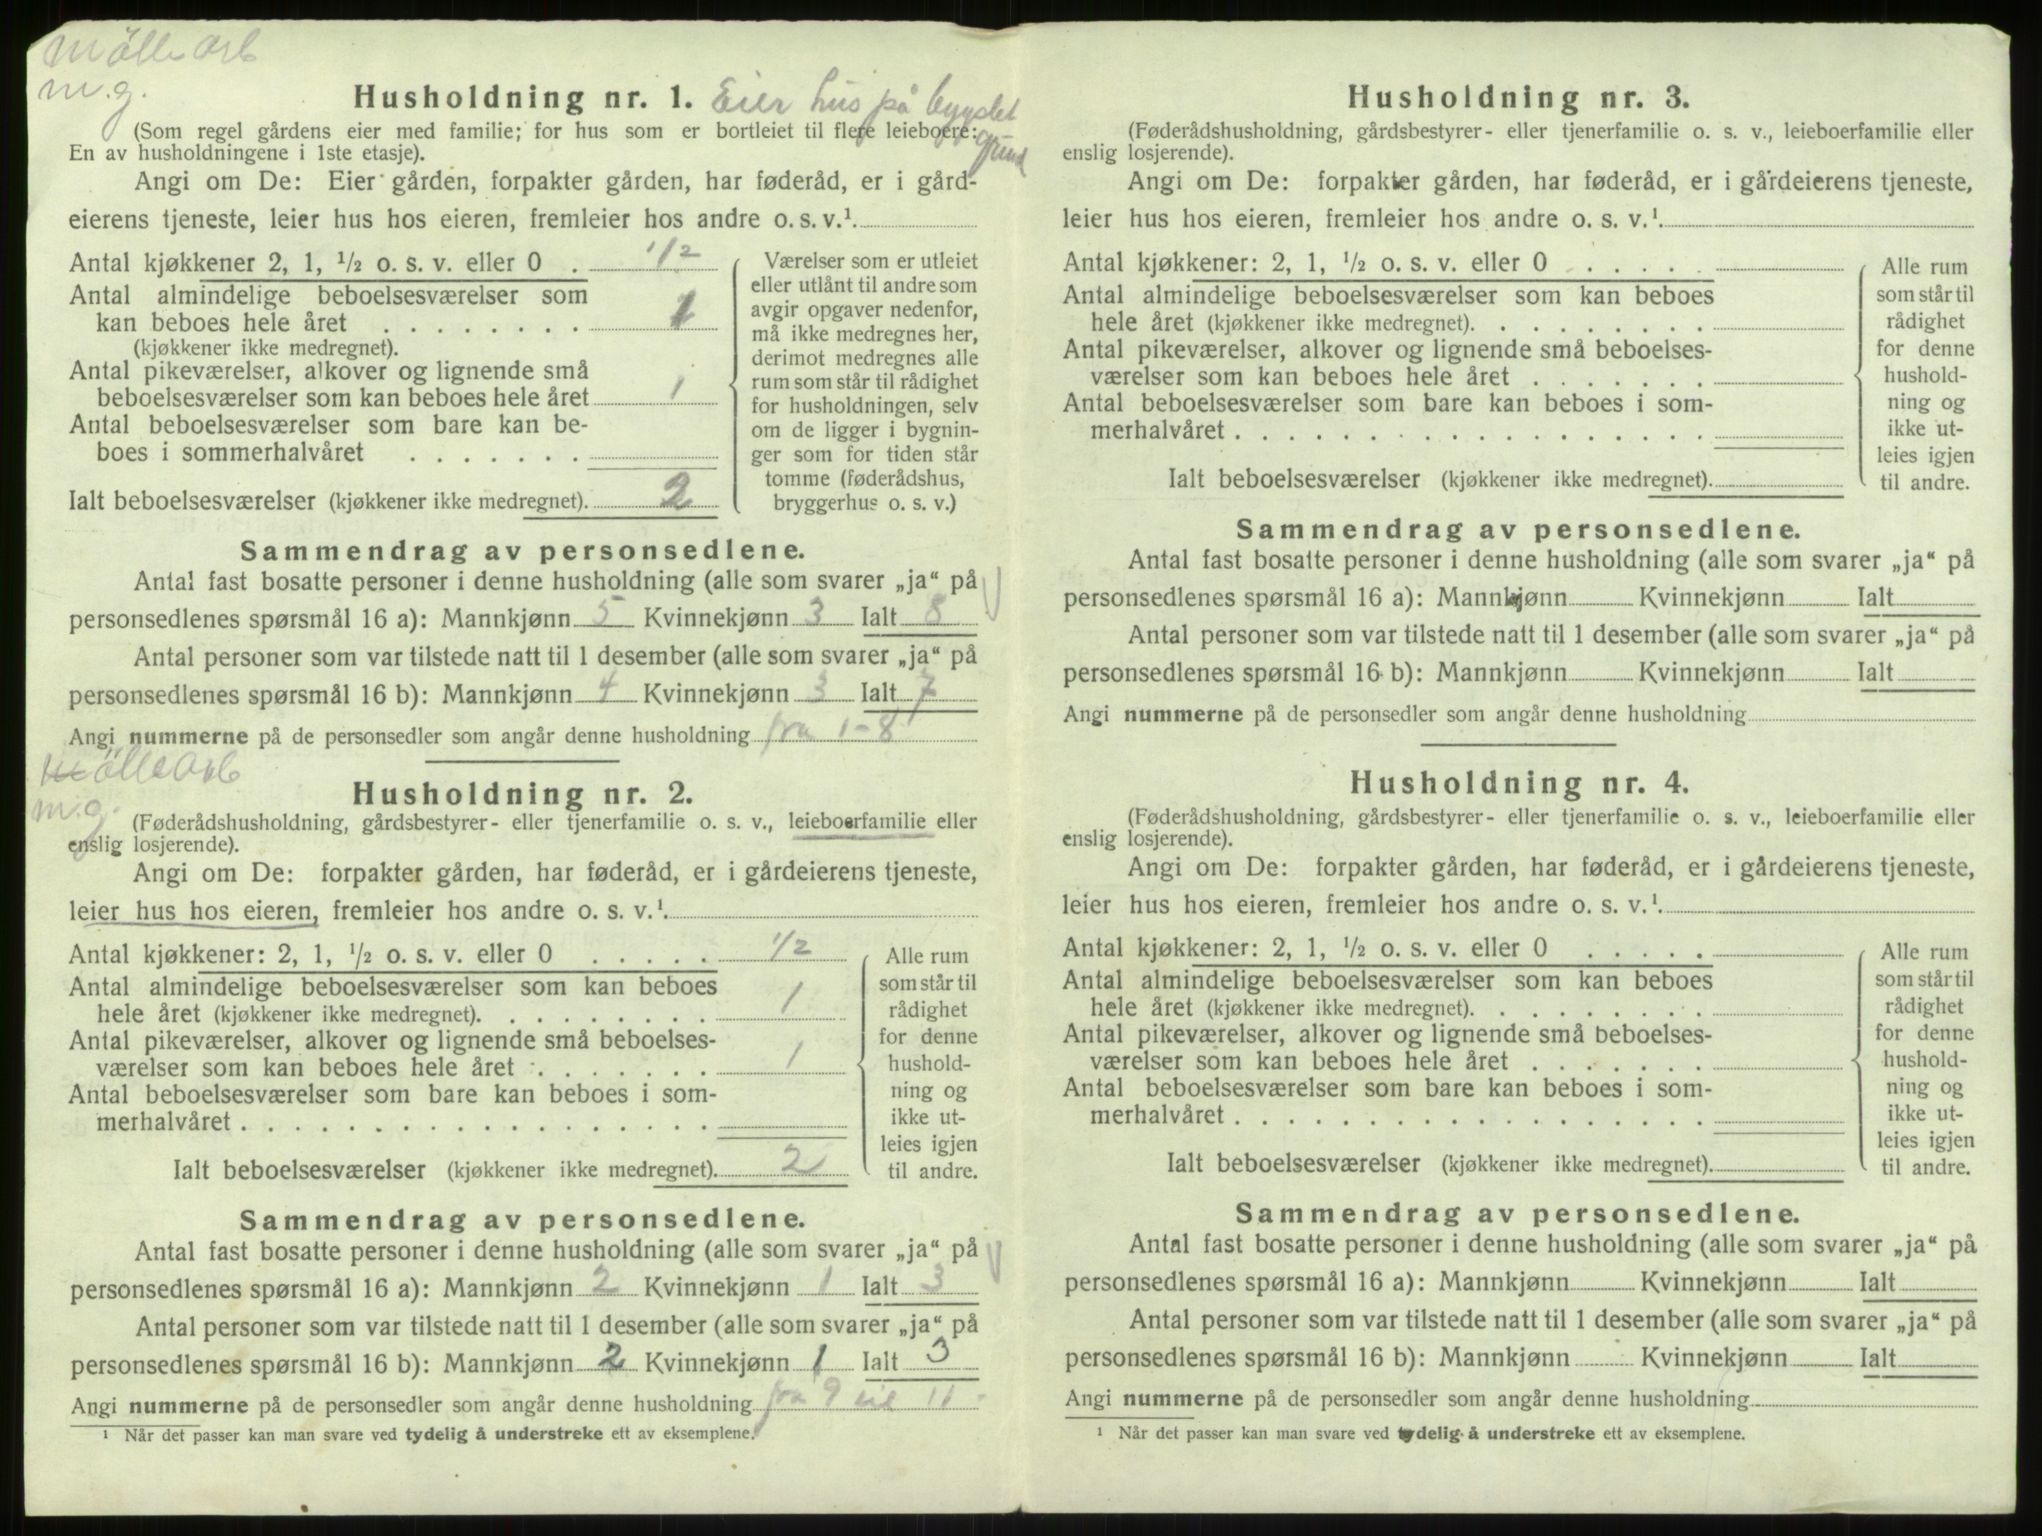 Mølle arb
m.g.
Husholdning nr. 1. Eier hus på bygslet
grund
(Som regel gårdens eier med familie; for hus som er bortleiet til flere leieboere:
En av husholdningene i 1ste etasje).
Angi om De: Eier gården, forpakter gården, har føderåd, er i gård-
eierens tjeneste, leier hus hos eieren, fremleier hos andre o. s. v.¹
Antal kjøkkener 2, 1, ½ o. s. v. eller 0 . 1/2
Antal almindelige beboelsesværelser som
kan beboes hele året . . . . . . . . 1
(kjøkkener ikke medregnet).
Antal pikeværelser, alkover og lignende små
beboelsesværelser som kan beboes hele året 1
Antal beboelsesværelser som bare kan be-
boes i sommerhalvåret . . . . . . .
Ialt beboelsesværelser (kjøkkener ikke medregnet). 2
Værelser som er utleiet
eller utlånt til andre som
avgir opgaver nedenfor,
må ikke medregnes her,
derimot medregnes alle
rum som står til rådighet
for husholdningen, selv
om de ligger i bygnin-
ger som for tiden står
tomme (føderådshus,
bryggerhus o. s. v.)
Sammendrag av personsedlene.
Antal fast bosatte personer i denne husholdning (alle som svarer „ja“ på
personsedlenes spørsmål 16 a): Mannkjønn 5 Kvinnekjønn 3 Ialt 8
Antal personer som var tilstede natt til 1 desember (alle som svarer „ja“ på
personsedlenes spørsmål 16 b): Mannkjønn 4 Kvinnekjønn 3 Ialt 7
Angi nummerne på de personsedler som angår denne husholdning fra 1-8
Mølle arb
m.g.
Husholdning nr. 2.
(Føderådshusholdning, gårdsbestyrer- eller tjenerfamilie o. s. v., leieboerfamilie eller
enslig losjerende).
Angi om De: forpakter gården, har føderåd, er i gårdeierens tjeneste,
leier hus hos eieren, fremleier hos andre o. s. v.¹
Antal kjøkkener: 2, 1, ½ o. s. v. eller 0 . . . . . 1/2
Antal almindelige beboelsesværelser som kan beboes
hele året (kjøkkener ikke medregnet). . . . . . . . . 1
Antal pikeværelser, alkover og lignende små beboelses-
værelser som kan beboes hele året . . . . . . . 1
Antal beboelsesværelser som bare kan beboes i som-
merhalvåret . . . . . . . . . . . . . . . . . .
Ialt beboelsesværelser (kjøkkener ikke medregnet). 2
Alle rum
som står til
rådighet
for denne
hushold-
ning og
ikke ut-
leies igjen
til andre.
Sammendrag av personsedlene.
Antal fast bosatte personer i denne husholdning (alle som svarer „ja“ på
personsedlenes spørsmål 16 a): Mannkjønn 2 Kvinnekjønn 1 Ialt 3
Antal personer som var tilstede natt til 1 desember (alle som svarer „ja“ på
personsedlenes spørsmål 16 b): Mannkjønn 2 Kvinnekjønn 1 Ialt 3
Angi nummerne på de personsedler som angår denne husholdning fra 9 til 11
¹ Når det passer kan man svare ved tydelig å understreke ett av eksemplene.
Husholdning nr. 3.
(Føderådshusholdning, gårdsbestyrer- eller tjenerfamilie o. s. v., leieboerfamilie eller
enslig losjerende).
Angi om De: forpakter gården, har føderåd, er i gårdeierens tjeneste,
leier hus hos eieren, fremleier hos andre o. s. v.¹
Antal kjøkkener: 2, 1, ½ o. s. v. eller 0 . . . . .
Antal almindelige beboelsesværelser som kan beboes
hele året (kjøkkener ikke medregnet). . . . . . . . .
Antal pikeværelser, alkover og lignende små beboelses-
værelser som kan beboes hele året . . . . . . .
Antal beboelsesværelser som bare kan beboes i som-
merhalvåret . . . . . . . . . . . . . . . . . .
Ialt beboelsesværelser (kjøkkener ikke medregnet).
Alle rum
som står til
rådighet
for denne
hushold-
ning og
ikke ut-
leies igjen
til andre.
Sammendrag av personsedlene.
Antal fast bosatte personer i denne husholdning (alle som svarer „ja“ på
personsedlenes spørsmål 16 a): Mannkjønn Kvinnekjønn Ialt
Antal personer som var tilstede natt til 1 desember (alle som svarer „ja“ på
personsedlenes spørsmål 16 b): Mannkjønn Kvinnekjønn Ialt
Angi nummerne på de personsedler som angår denne husholdning
Husholdning nr. 4.
(Føderådshusholdning, gårdsbestyrer- eller tjenerfamilie o. s. v., leieboerfamilie eller
enslig losjerende).
Angi om De: forpakter gården, har føderåd, er i gårdeierens tjeneste,
leier hus hos eieren, fremleier hos andre o. s. v.¹
Antal kjøkkener: 2, 1, ½ o. s. v. eller 0 . . . . .
Antal almindelige beboelsesværelser som kan beboes
hele året (kjøkkener ikke medregnet). . . . . . . . .
Antal pikeværelser, alkover og lignende små beboelses-
værelser som kan beboes hele året . . . . . . .
Antal beboelsesværelser som bare kan beboes i som-
merhalvåret . . . . . . . . . . . . . . . . . .
Ialt beboelsesværelser (kjøkkener ikke medregnet).
Alle rum
som står til
rådighet
for denne
hushold-
ning og
ikke ut-
leies igjen
til andre.
Sammendrag av personsedlene.
Antal fast bosatte personer i denne husholdning (alle som svarer „ja“ på
personsedlenes spørsmål 16 a): Mannkjønn Kvinnekjønn Ialt
Antal personer som var tilstede natt til 1 desember (alle som svarer „ja“ på
personsedlenes spørsmål 16 b): Mannkjønn Kvinnekjønn Ialt
Angi nummerne på de personsedler som angår denne husholdning
¹ Når det passer kan man svare ved tydelig å understreke ett av eksemplene.